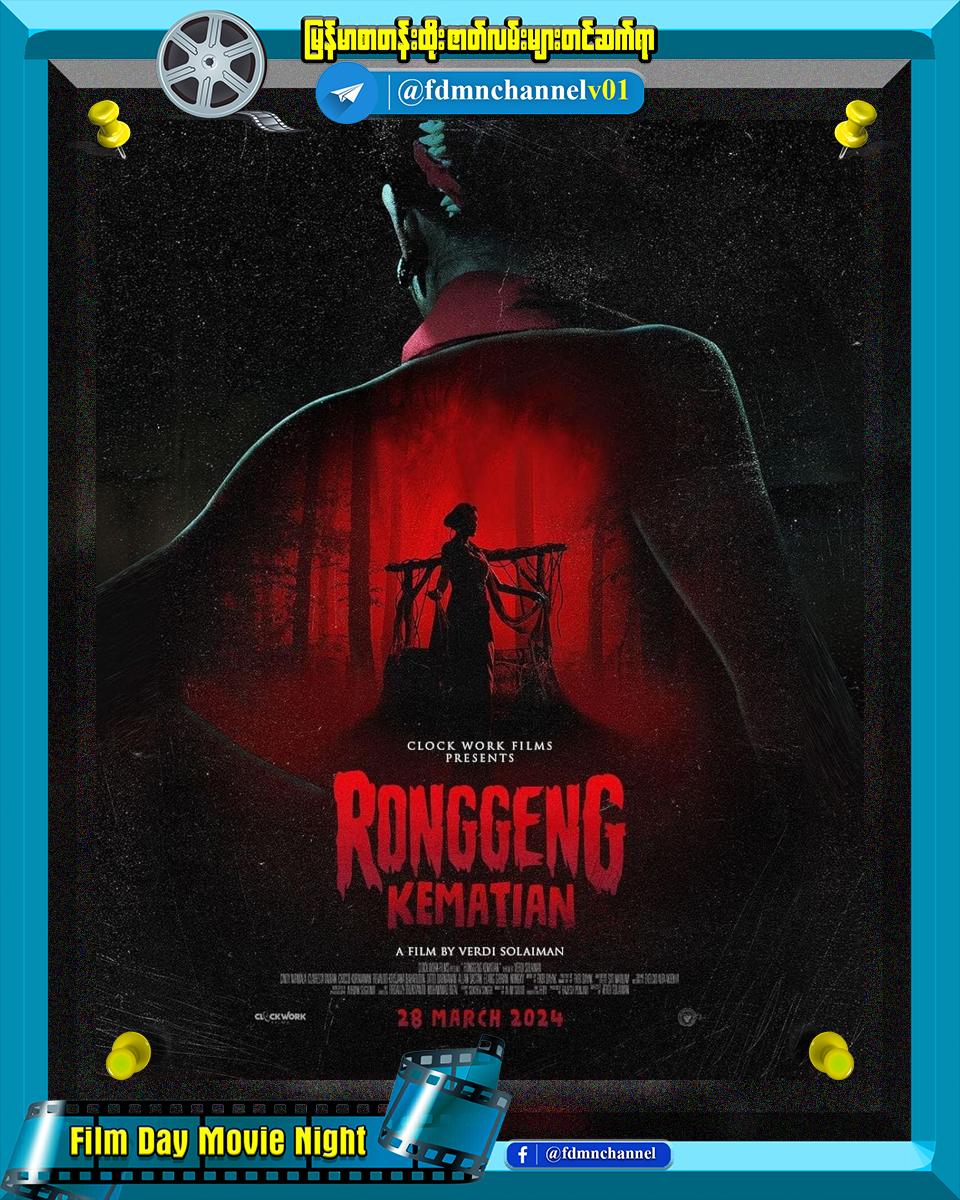 မြန်မာစာတန်းထိုးဇာတ်လမ်းများတင်ဆက်ရာ
@fdmnchannelv01
CLOCK WORK FILMS
PRESENTS
RONGGENG
KEMATIAN
A FILM BY VERDI SOLAIMAN
CLOCKWORK
28 MARCH 2024
Film Day Movie Night
@fdmnchannel